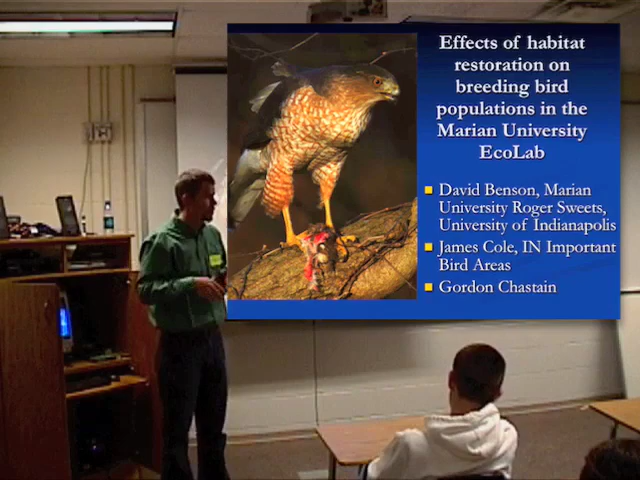 Effects of habitat
restoration on
breeding bird
populations in the
Marian University
EcoLab
David Benson, Marian
University Roger Sweets,
University of Indianapolis
James Cole, IN Important
Bird Areas
Gordon Chastain